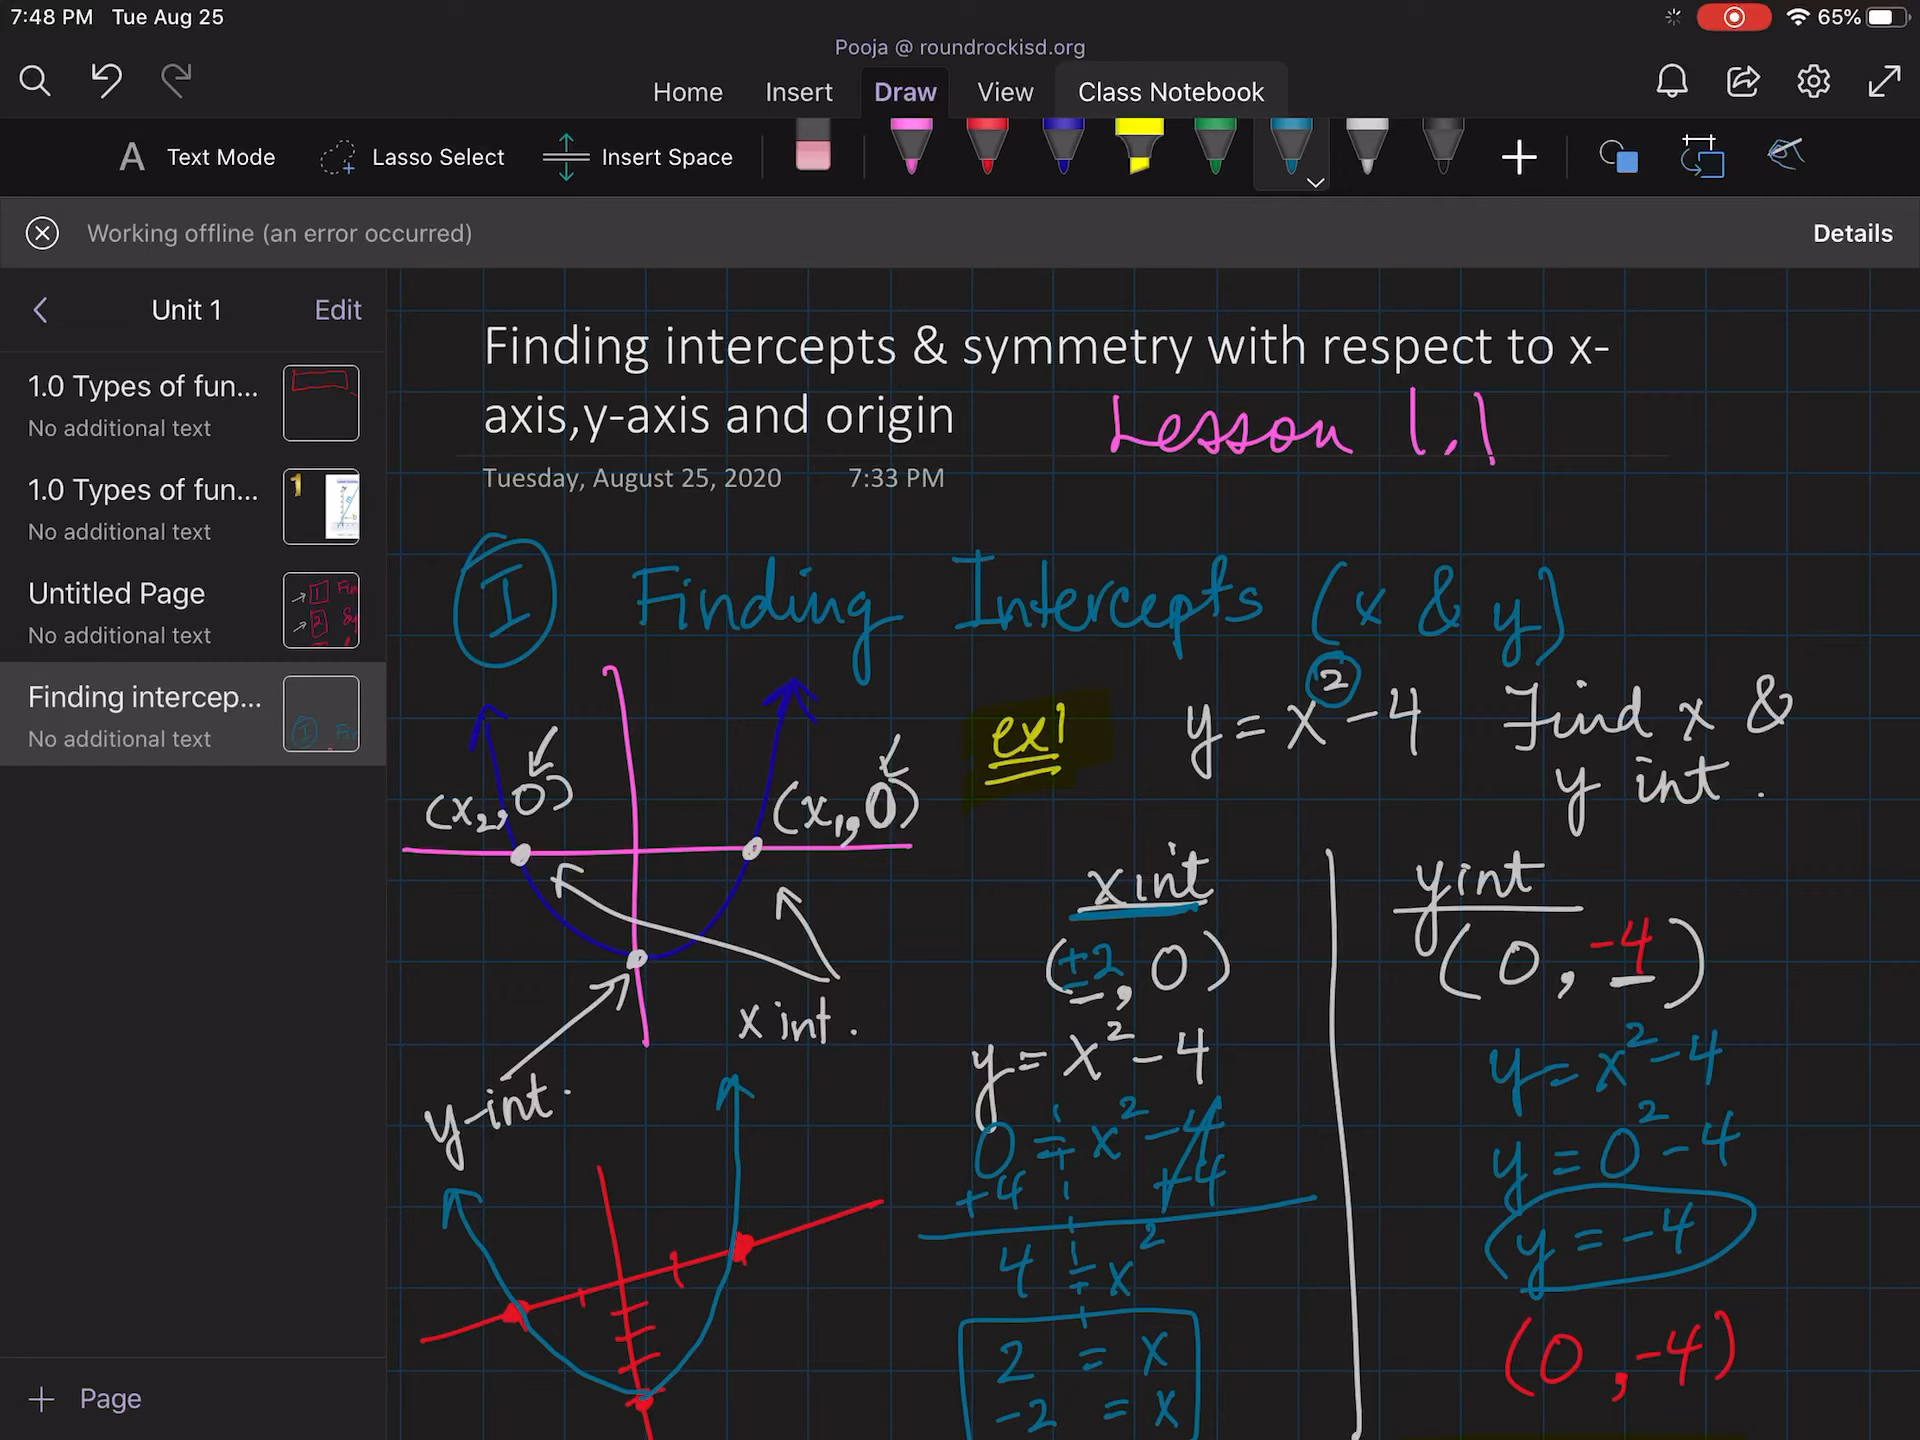 7:48 PM Tue Aug 25
65%
Pooja @ roundrockisd.org
Home Insert Draw View Class Notebook
Text Mode Lasso Select Insert Space
Working offline (an error occurred) Details
Unit 1 Edit
1.0 Types of fun...
No additional text
1.0 Types of fun...
No additional text
Untitled Page
No additional text
Finding intercep...
No additional text
+ Page
Finding intercepts & symmetry with respect to x-
axis,y-axis and origin
Lesson 1.1
Tuesday, August 25, 2020 7:33 PM
I Finding Intercepts (x & y)
ex1 y = x² - 4 Find x &
y int.
(x₂, 0) (x₁, 0)
x int.
y-int.
x int
(±2, 0)
y = x² - 4
0 = x² - 4
+4 +4
4 = x²
2 = x
-2 = x
y int
(0, -4)
y = x² - 4
y = 0² - 4
y = -4
(0, -4)